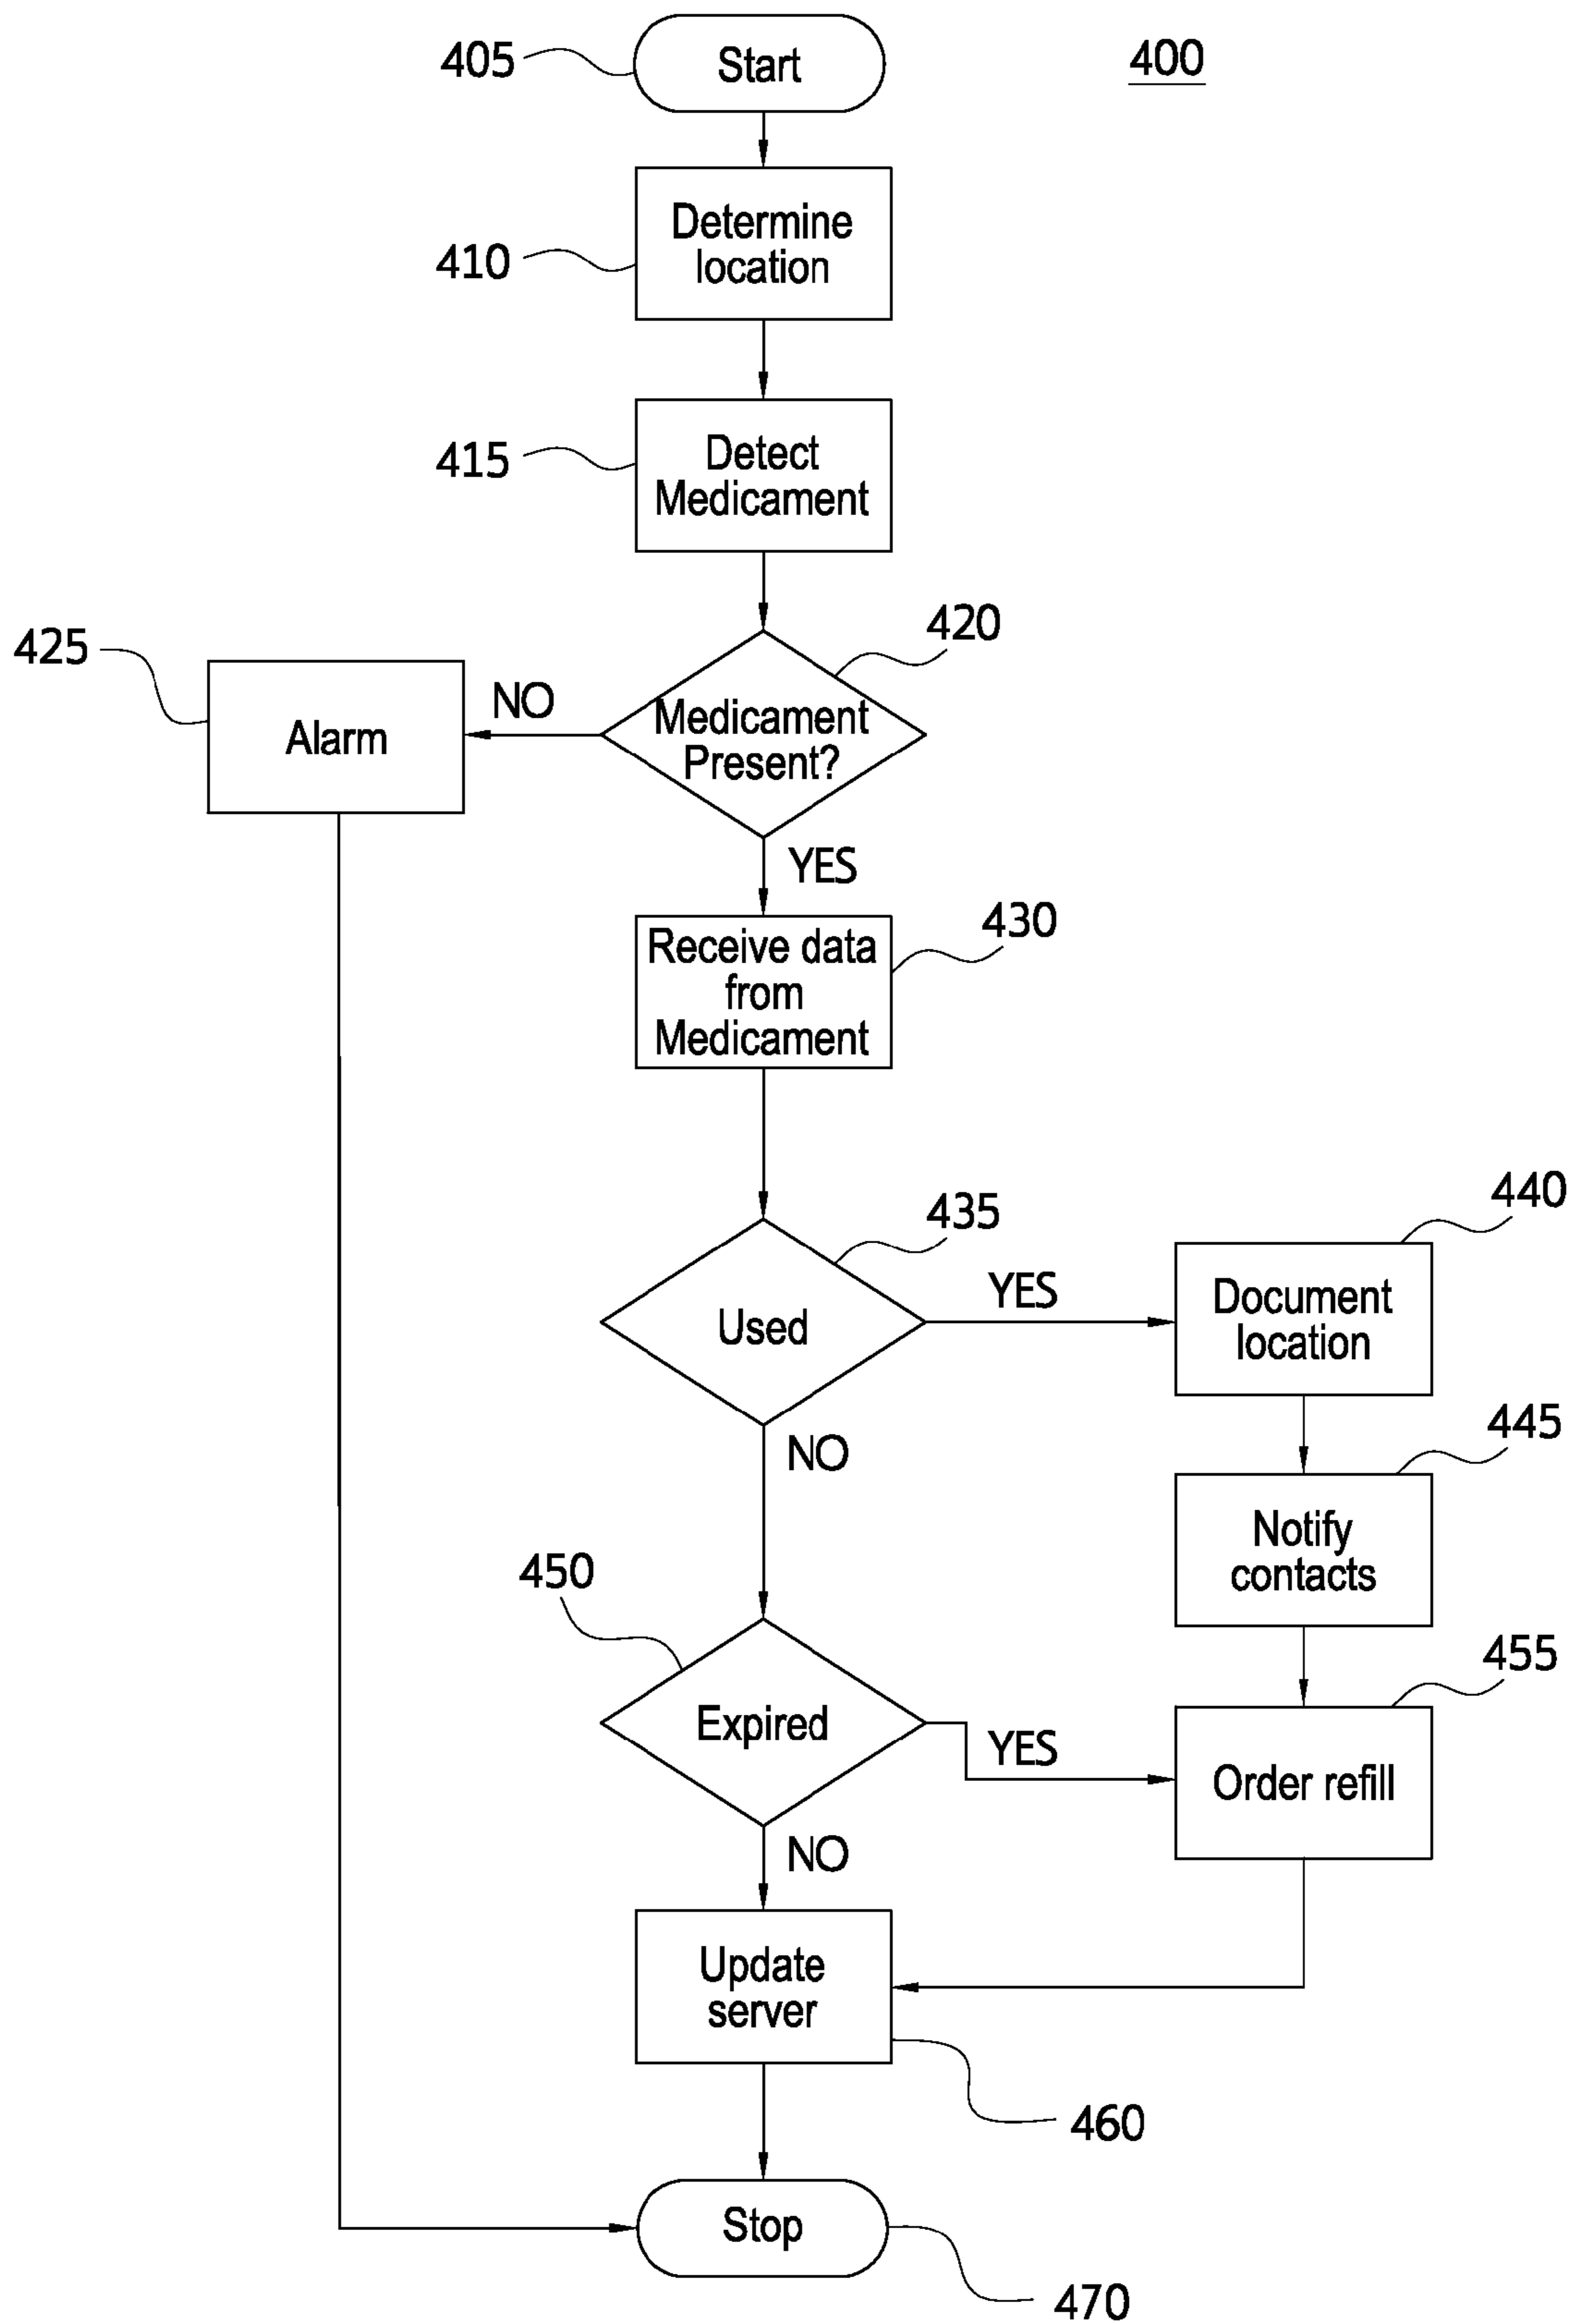 405
Start
400
410
Determine
location
415
Detect
Medicament
420
425
Alarm
NO
Medicament
Present?
YES
430
Receive data
from
Medicament
435
440
Used
YES
Document
location
NO
445
Notify
contacts
450
455
Expired
YES
Order refill
NO
Update
server
460
Stop
470